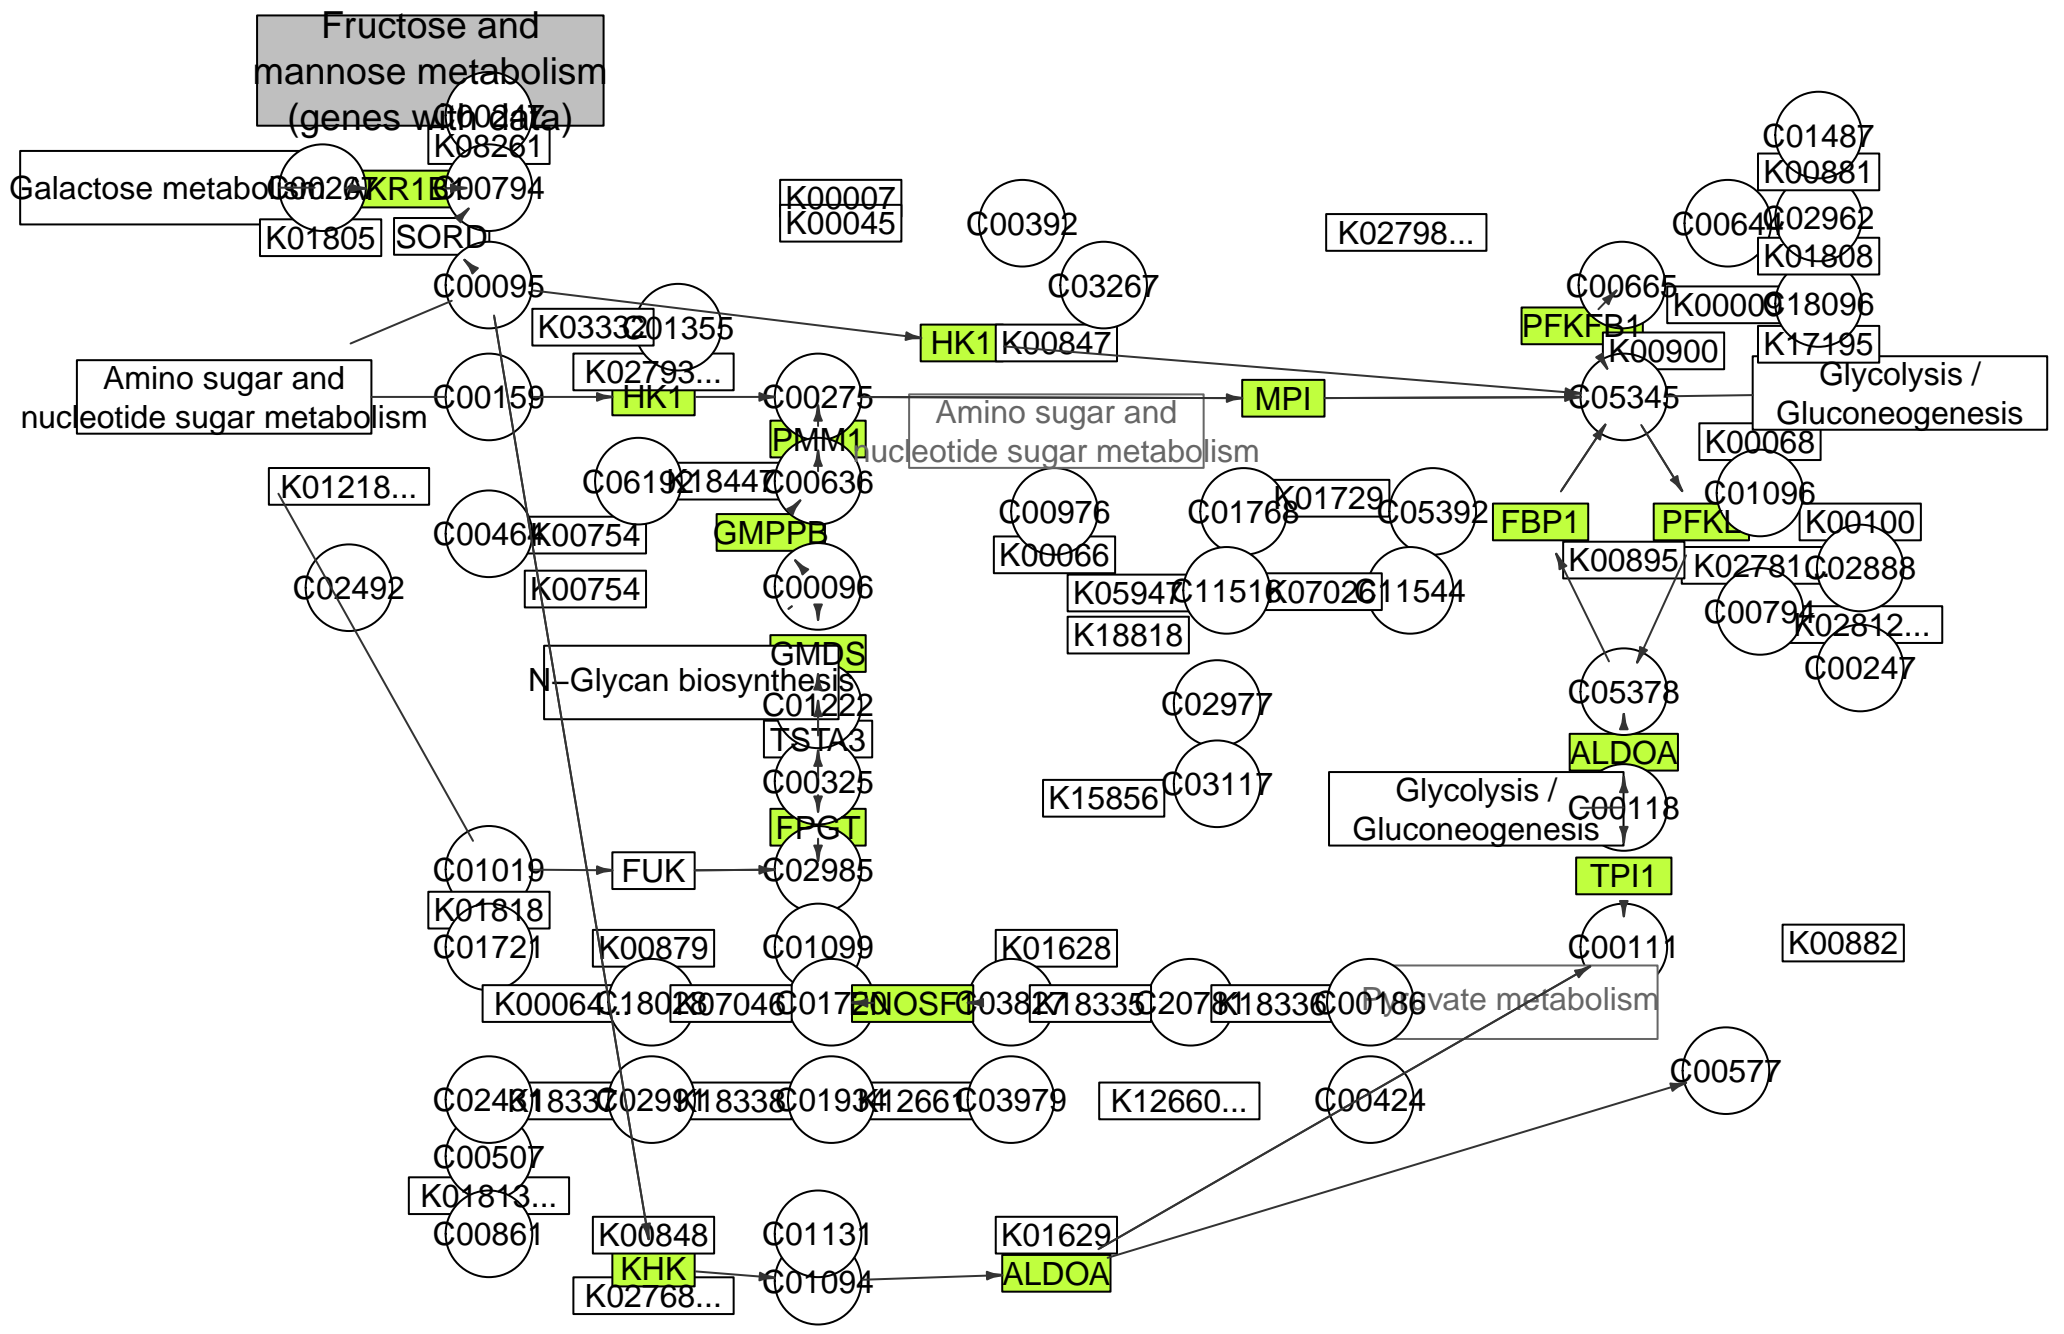 Fructose and
mannose metabolism
(genes with data)
C00247
K08261
Galactose metabolism
C00267
AKR1B1
C00794
K01805
SORD
C00095
K00007
K00045
C00392
C03267
K02798...
C01487
K00881
C00644
C02962
K01808
C00665
K00009
C18096
K17195
PFKFB1
K00900
K03332
C01355
HK1
K00847
K02793...
Amino sugar and
nucleotide sugar metabolism
C00159
HK1
C00275
Amino sugar and
nucleotide sugar metabolism
MPI
C05345
Glycolysis /
Gluconeogenesis
PMM1
K00068
K01218...
C06192
K18447
C00636
C00976
C01768
K01729
C05392
C01096
C00464
K00754
GMPPB
K00066
FBP1
PFKL
K00100
K00895
K02781...
C02888
C02492
K00754
C00096
K05947
C11516
K07026
C11544
C00794
K02812...
K18818
GMDS
N−Glycan biosynthesis
C01222
C02977
C05378
C00247
TSTA3
ALDOA
C00325
K15856
C03117
Glycolysis /
Gluconeogenesis
C00118
FPGT
C01019
FUK
C02985
TPI1
K01818
C01721
K00879
C01099
K01628
C00111
K00882
K00064...
C18028
K07046
C01720
ENOSF1
C03827
K18335
C20781
K18336
C00186
Pyruvate metabolism
C00577
C02431
K18337
C02991
K18338
C01934
K12661
C03979
K12660...
C00424
C00507
K01813...
C00861
K00848
C01131
K01629
KHK
C01094
ALDOA
K02768...